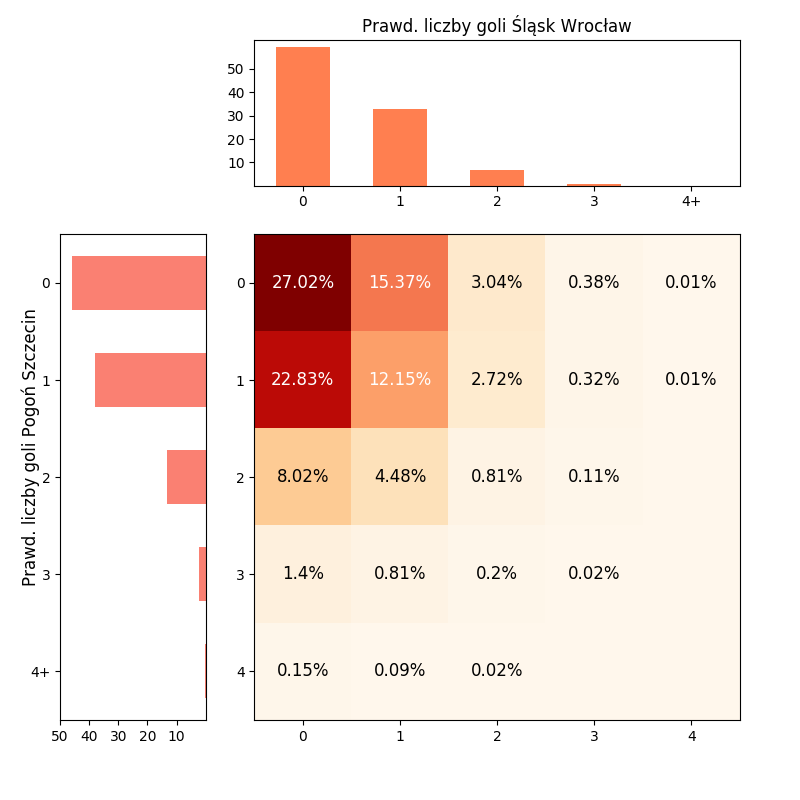 Prawd. liczby goli Śląsk Wrocław
50
40
30
20
10
0 1 2 3 4+
Prawd. liczby goli Pogoń Szczecin
0
1
2
3
4+
50 40 30 20 10
0 27.02% 15.37% 3.04% 0.38% 0.01%
1 22.83% 12.15% 2.72% 0.32% 0.01%
2 8.02% 4.48% 0.81% 0.11%
3 1.4% 0.81% 0.2% 0.02%
4 0.15% 0.09% 0.02%
0 1 2 3 4